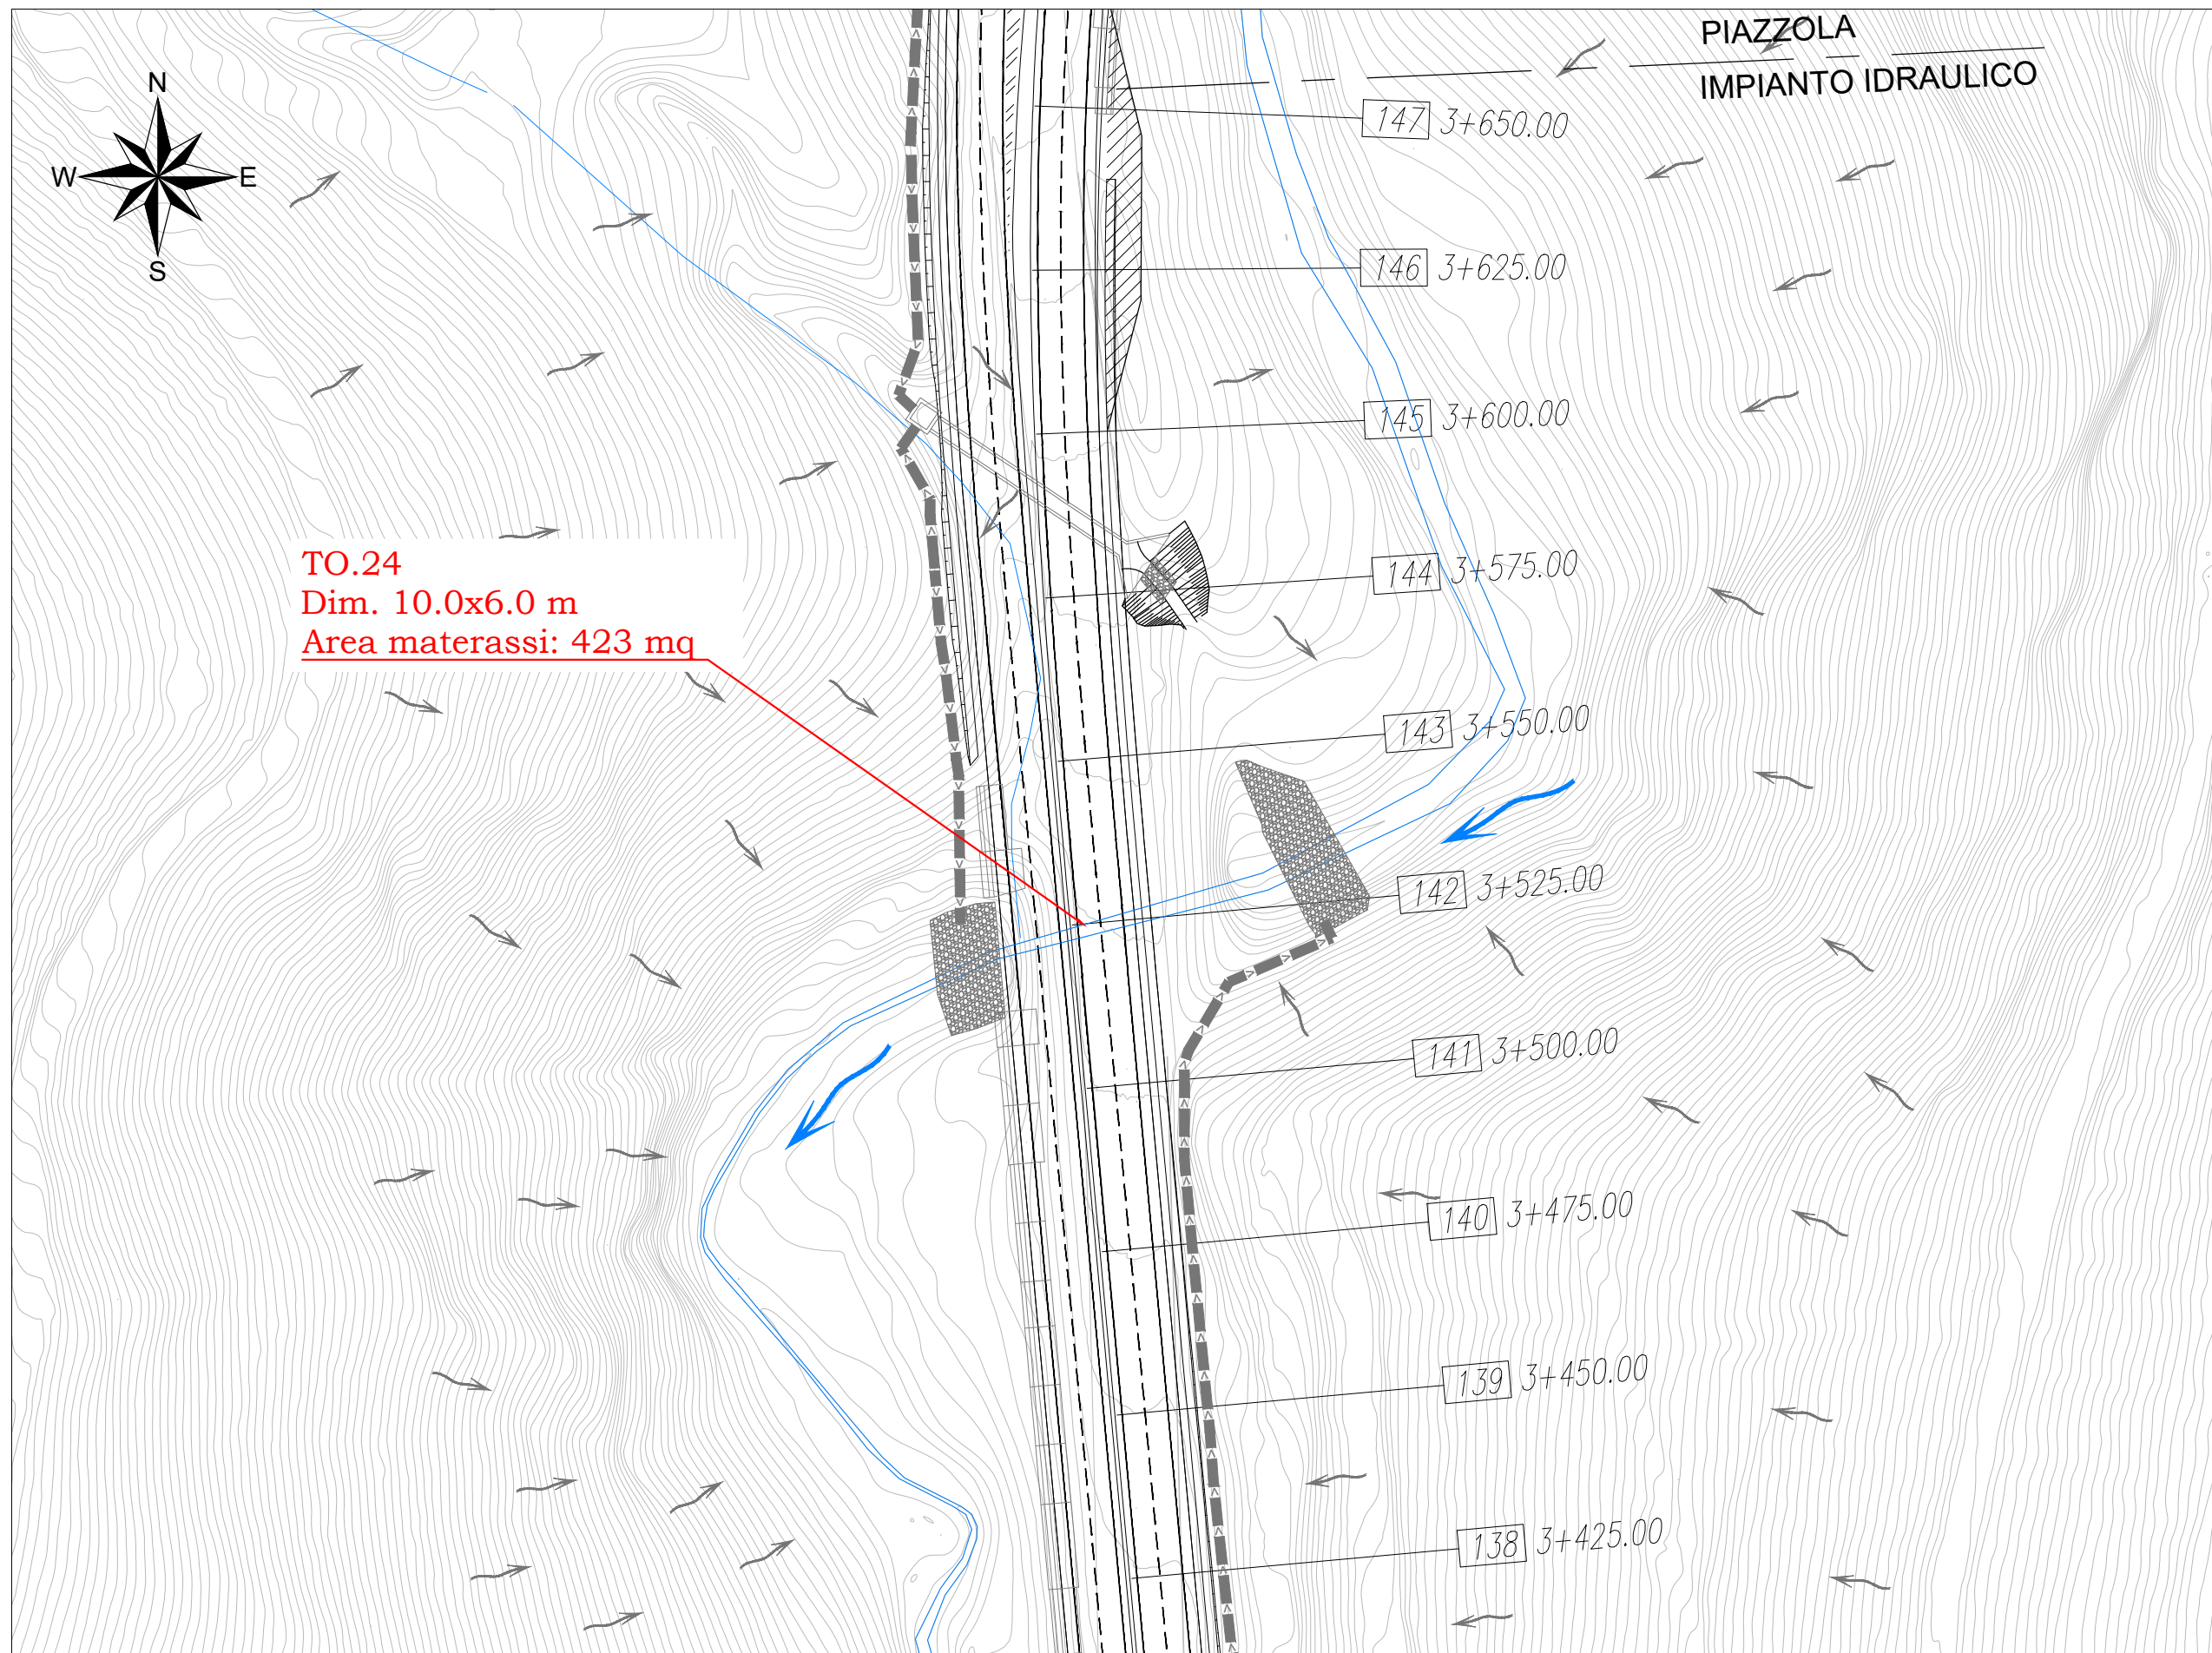 PIAZZOLA
IMPIANTO IDRAULICO
N
W E
S
147 3+650.00
146 3+625.00
145 3+600.00
144 3+575.00
TO.24
Dim. 10.0x6.0 m
Area materassi: 423 mq
143 3+550.00
142 3+525.00
141 3+500.00
140 3+475.00
139 3+450.00
138 3+425.00